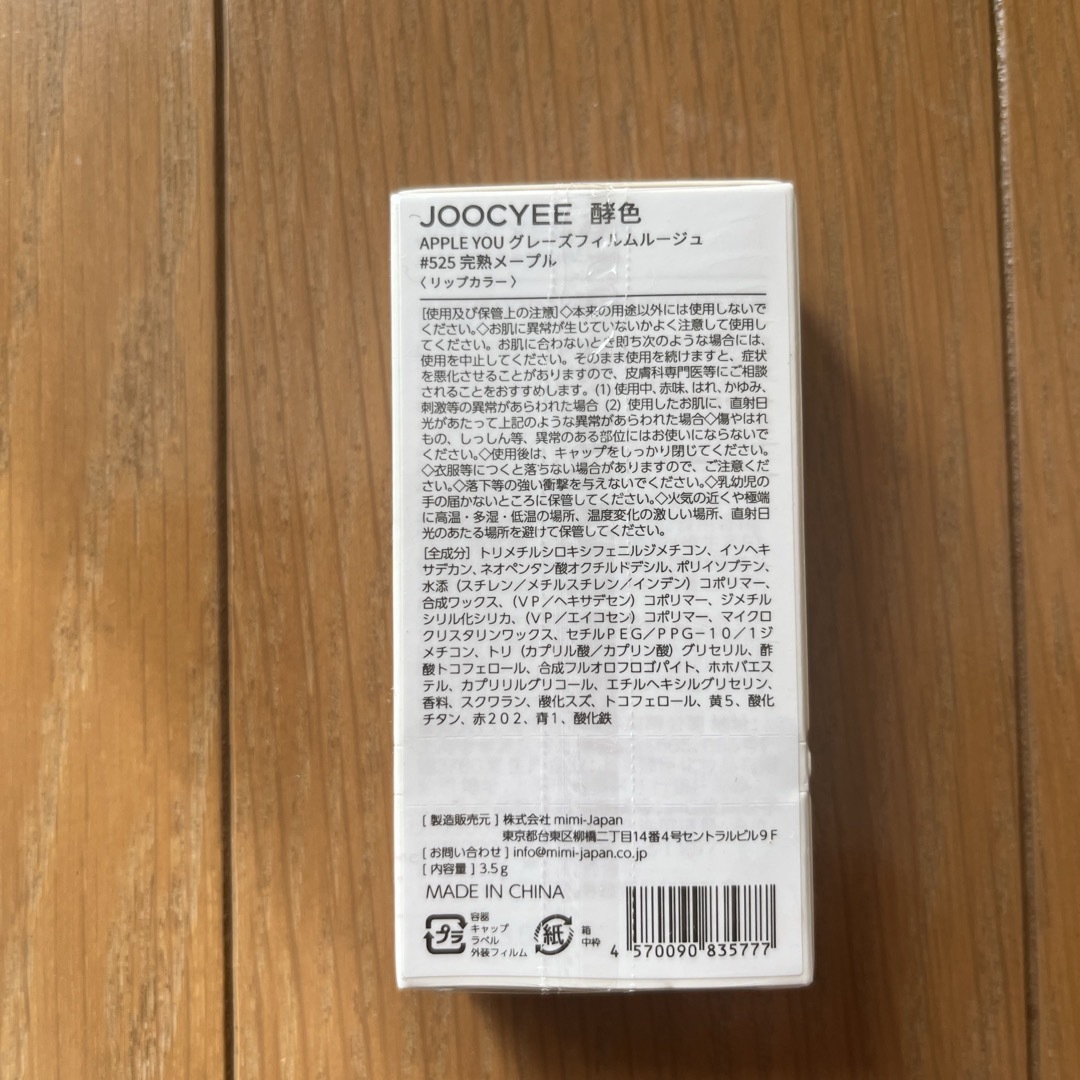 JOOCYEE 酵色
APPLE YOU グレーズフィルムルージュ
#525 完熟メープル
〈リップカラー〉
[使用及び保管上の注意]◇本来の用途以外には使用しないで
ください。◇お肌に異常が生じていないかよく注意して使用し
てください。お肌に合わないとき即ち次のような場合には、
使用を中止してください。そのまま使用を続けますと、症状
を悪化させることがありますので、皮膚科専門医等にご相談
されることをおすすめします。(1) 使用中、赤味、はれ、かゆみ、
刺激等の異常があらわれた場合 (2) 使用したお肌に、直射日
光があたって上記のような異常があらわれた場合◇傷やはれ
もの、しっしん等、異常のある部位にはお使いにならないで
ください。◇使用後は、キャップをしっかり閉じてください。
◇衣服等につくと落ちない場合がありますので、ご注意くだ
さい。◇落下等の強い衝撃を与えないでください。◇乳幼児の
手の届かないところに保管してください。◇火気の近くや極端
に高温・多湿・低温の場所、温度変化の激しい場所、直射日
光のあたる場所を避けて保管してください。
[全成分] トリメチルシロキシフェニルジメチコン、イソヘキ
サデカン、ネオペンタン酸オクチルドデシル、ポリイソブテン、
水添（スチレン／メチルスチレン／インデン）コポリマー、
合成ワックス、（ＶＰ／ヘキサデセン）コポリマー、ジメチル
シリル化シリカ、（ＶＰ／エイコセン）コポリマー、マイクロ
クリスタリンワックス、セチルＰＥＧ／ＰＰＧ－１０／１ジ
メチコン、トリ（カプリル酸／カプリン酸）グリセリル、酢
酸トコフェロール、合成フルオロフロゴパイト、ホホバエス
テル、カプリリルグリコール、エチルヘキシルグリセリン、
香料、スクワラン、酸化スズ、トコフェロール、黄５、酸化
チタン、赤２０２、青１、酸化鉄
[ 製造販売元 ] 株式会社 mimi-Japan
東京都台東区柳橋二丁目14番4号セントラルビル９Ｆ
[ お問い合わせ ] info@mimi-japan.co.jp
[ 内容量 ] 3.5g
MADE IN CHINA
プラ
容器
キャップ
ラベル
外装フィルム
紙
箱
中枠
4 570090 835777